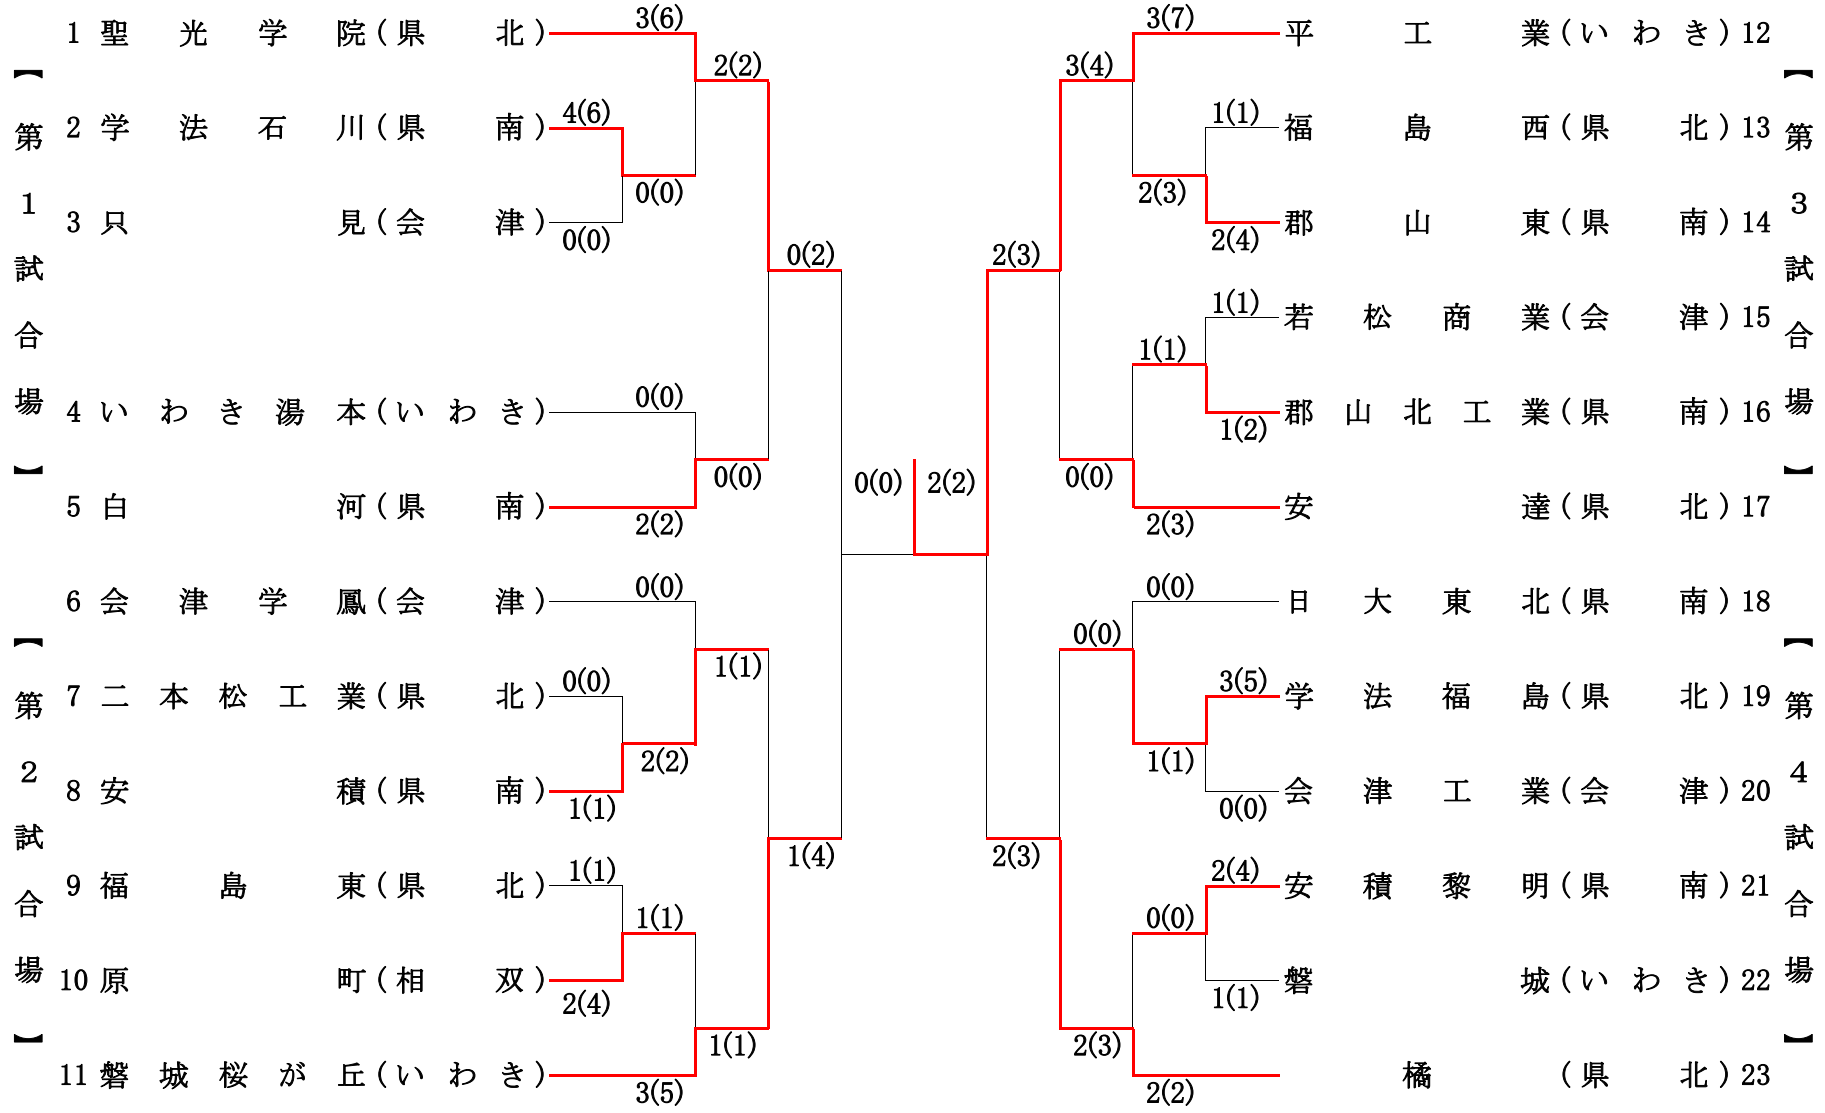 【第1試合場】
1 聖光学院(県北) 3(6)
2(2)
2 学法石川(県南) 4(6)
0(0)
3 只見(会津) 0(0)
0(2)
4 いわき湯本(いわき) 0(0)
0(0)
5 白河(県南) 2(2)
【第2試合場】
6 会津学鳳(会津) 0(0)
1(1)
7 二本松工業(県北) 0(0)
2(2)
8 安積(県南) 1(1)
1(4)
9 福島東(県北) 1(1)
1(1)
10 原町(相双) 2(4)
1(1)
11 磐城桜が丘(いわき) 3(5)
0(0) 2(2)
【第3試合場】
3(7) 平工業(いわき) 12
3(4)
1(1) 福島西(県北) 13
2(3)
2(4) 郡山東(県南) 14
2(3)
1(1) 若松商業(会津) 15
1(1)
1(2) 郡山北工業(県南) 16
0(0)
2(3) 安達(県北) 17
【第4試合場】
0(0) 日大東北(県南) 18
0(0)
3(5) 学法福島(県北) 19
1(1)
0(0) 会津工業(会津) 20
2(3)
2(4) 安積黎明(県南) 21
0(0)
1(1) 磐城(いわき) 22
2(3)
2(2) 橘(県北) 23